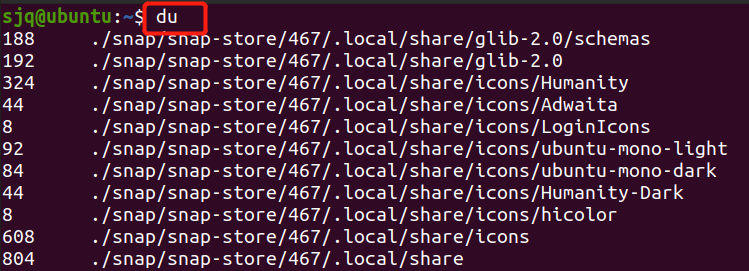 sjq@ubuntu:~$ du
188 ./snap/snap-store/467/.local/share/glib-2.0/schemas
192 ./snap/snap-store/467/.local/share/glib-2.0
324 ./snap/snap-store/467/.local/share/icons/Humanity
44 ./snap/snap-store/467/.local/share/icons/Adwaita
8 ./snap/snap-store/467/.local/share/icons/LoginIcons
92 ./snap/snap-store/467/.local/share/icons/ubuntu-mono-light
84 ./snap/snap-store/467/.local/share/icons/ubuntu-mono-dark
44 ./snap/snap-store/467/.local/share/icons/Humanity-Dark
8 ./snap/snap-store/467/.local/share/icons/hicolor
608 ./snap/snap-store/467/.local/share/icons
804 ./snap/snap-store/467/.local/share